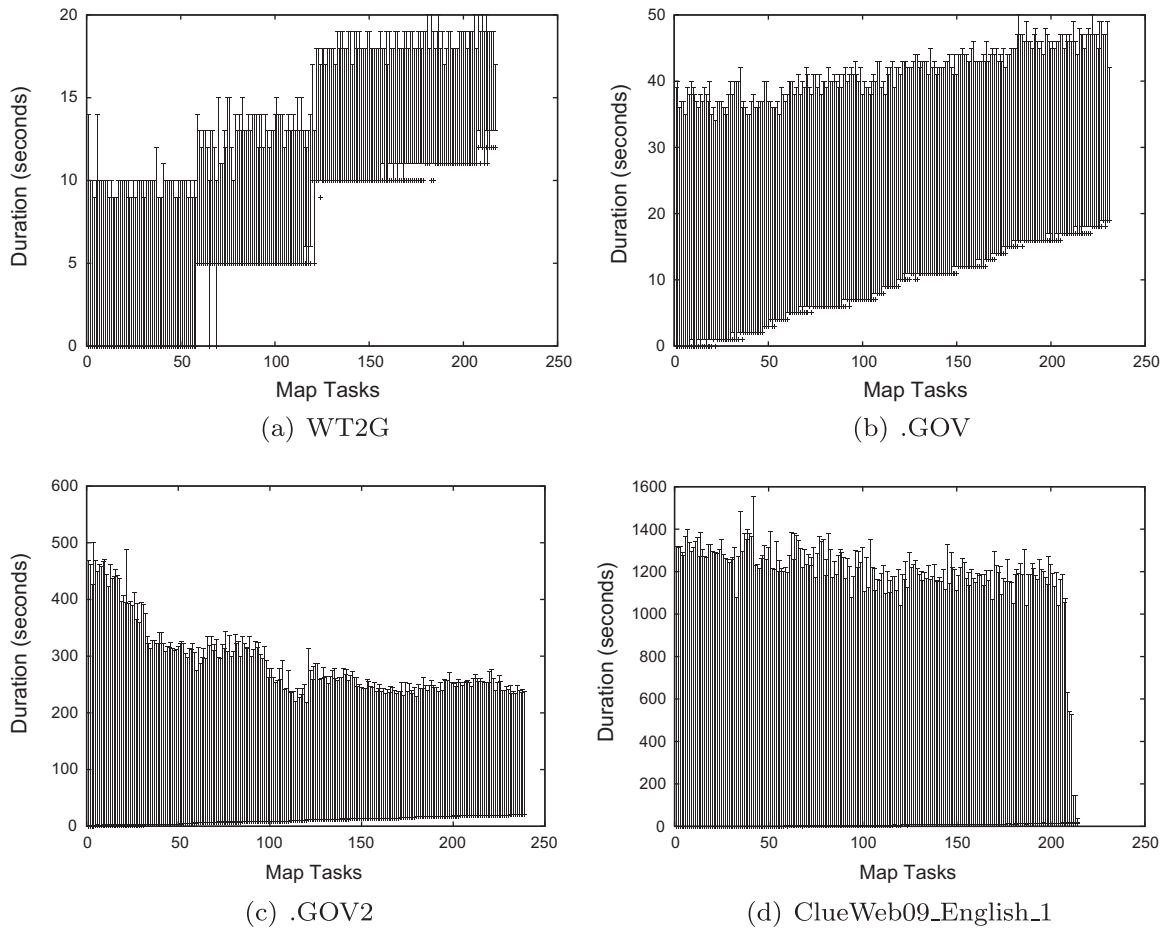 20
15
10
5
0
Duration (seconds)
0 50 100 150 200 250
Map Tasks
(a) WT2G
50
40
30
20
10
0
Duration (seconds)
0 50 100 150 200 250
Map Tasks
(b) .GOV
600
500
400
300
200
100
0
Duration (seconds)
0 50 100 150 200 250
Map Tasks
(c) .GOV2
1600
1400
1200
1000
800
600
400
200
0
Duration (seconds)
0 50 100 150 200 250
Map Tasks
(d) ClueWeb09_English_1